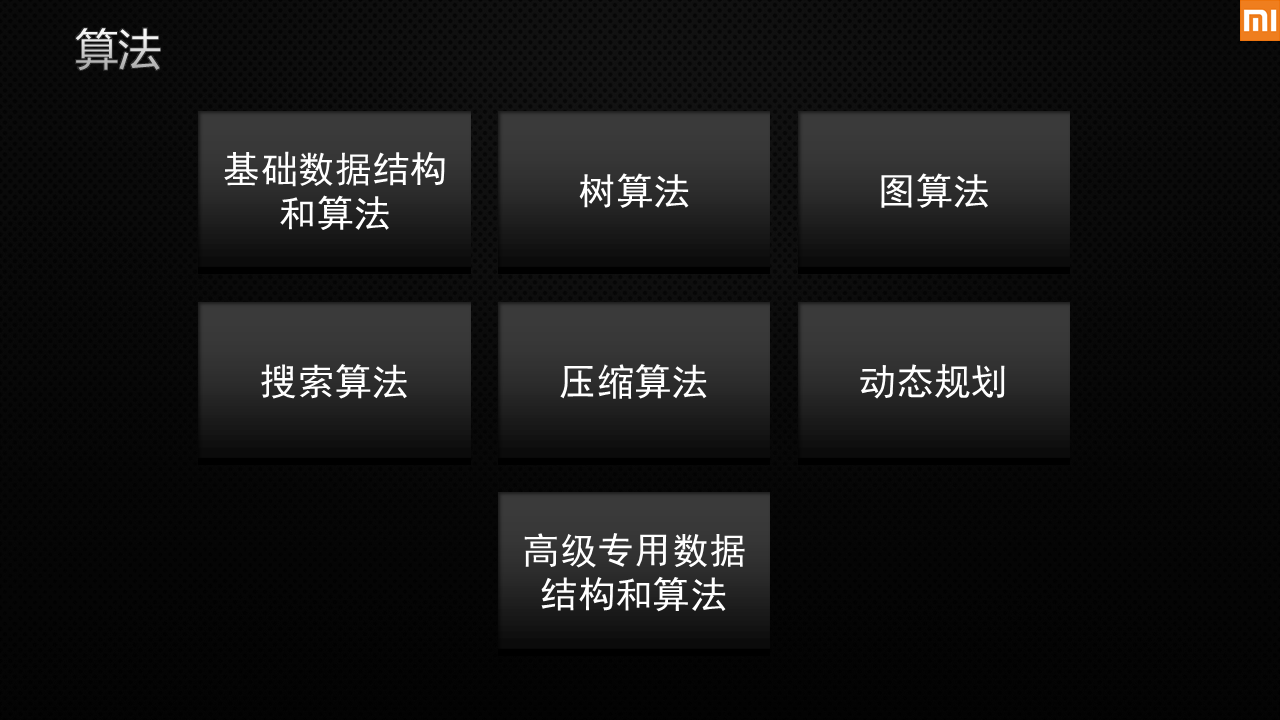 算法
MI
基础数据结构
和算法
树算法
图算法
搜索算法
压缩算法
动态规划
高级专用数据
结构和算法